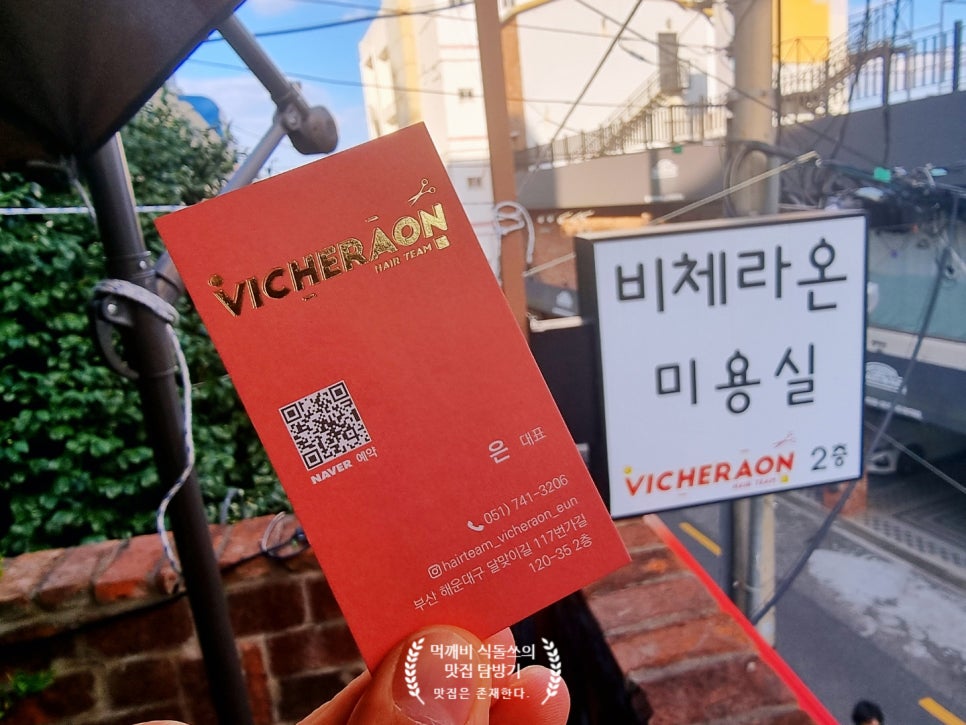 VICHERAON
HAIR TEAM
NAVER 예약
은 대표
051) 741-3206
hairteam_vicheraon_eun
부산 해운대구 달맞이길 117번가길
120-35 2층
비체라온
미용실
VICHERAON 2층
HAIR TEAM
먹깨비 식돌쓰의
맛집 탐방기
맛집은 존재한다.